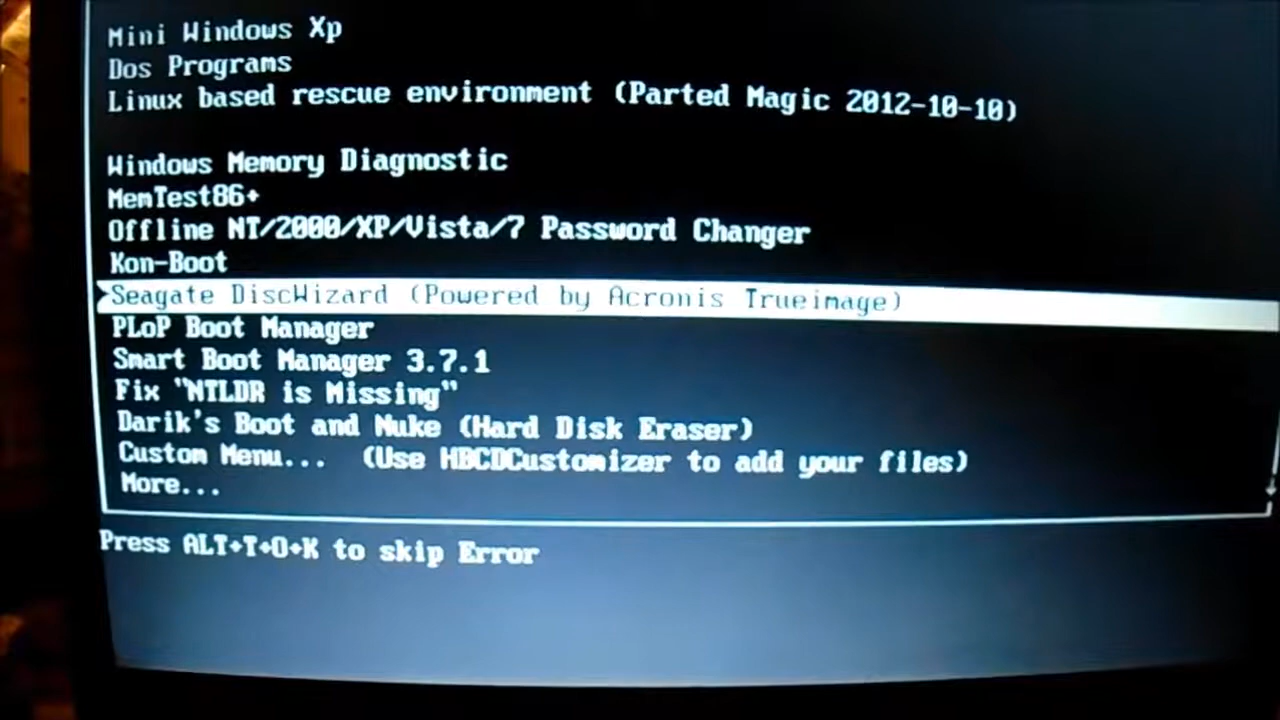 Mini Windows Xp
Dos Programs
Linux based rescue environment (Parted Magic 2012-10-10)
Windows Memory Diagnostic
MemTest86+
Offline NT/2000/XP/Vista/7 Password Changer
Kon-Boot
Seagate DiscWizard (Powered by Acronis Trueimage)
PLoP Boot Manager
Smart Boot Manager 3.7.1
Fix "NTLDR is Missing"
Darik's Boot and Nuke (Hard Disk Eraser)
Custom Menu... (Use HBCDCustomizer to add your files)
More...
Press ALT+T+O+K to skip Error